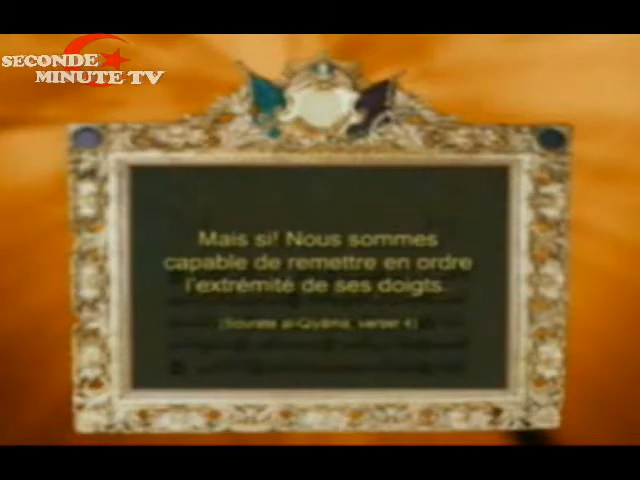 SECONDE
MINUTE TV
Mais si! Nous sommes
capable de remettre en ordre
l'extrémité de ses doigts.
(Sourate al-Qiyâma, verset 4)